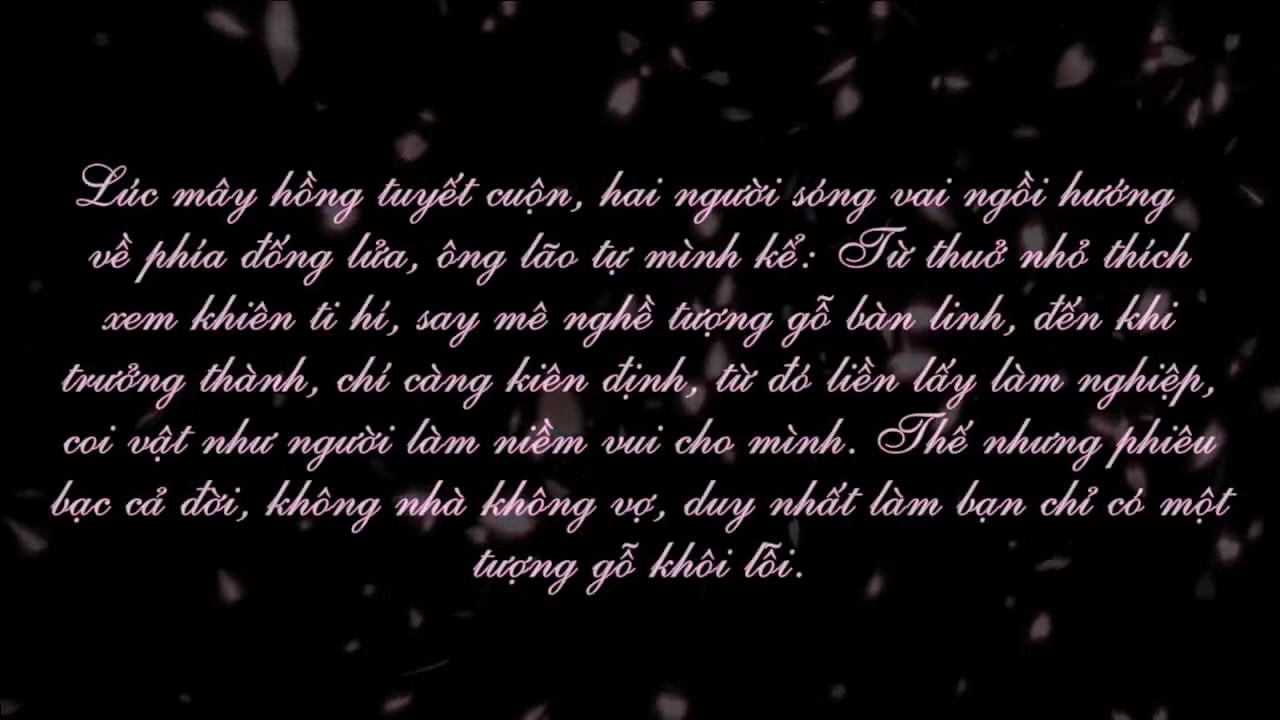 Lúc mây hồng tuyết cuộn, hai người sóng vai ngồi hướng
về phía đống lửa, ông lão tự mình kể: Từ thuở nhỏ thích
xem khiên ti hí, say mê nghề tượng gỗ bàn linh, đến khi
trưởng thành, chí càng kiên định, từ đó liền lấy làm nghiệp,
coi vật như người làm niềm vui cho mình. Thế nhưng phiêu
bạc cả đời, không nhà không vợ, duy nhất làm bạn chỉ có một
tượng gỗ khôi lỗi.